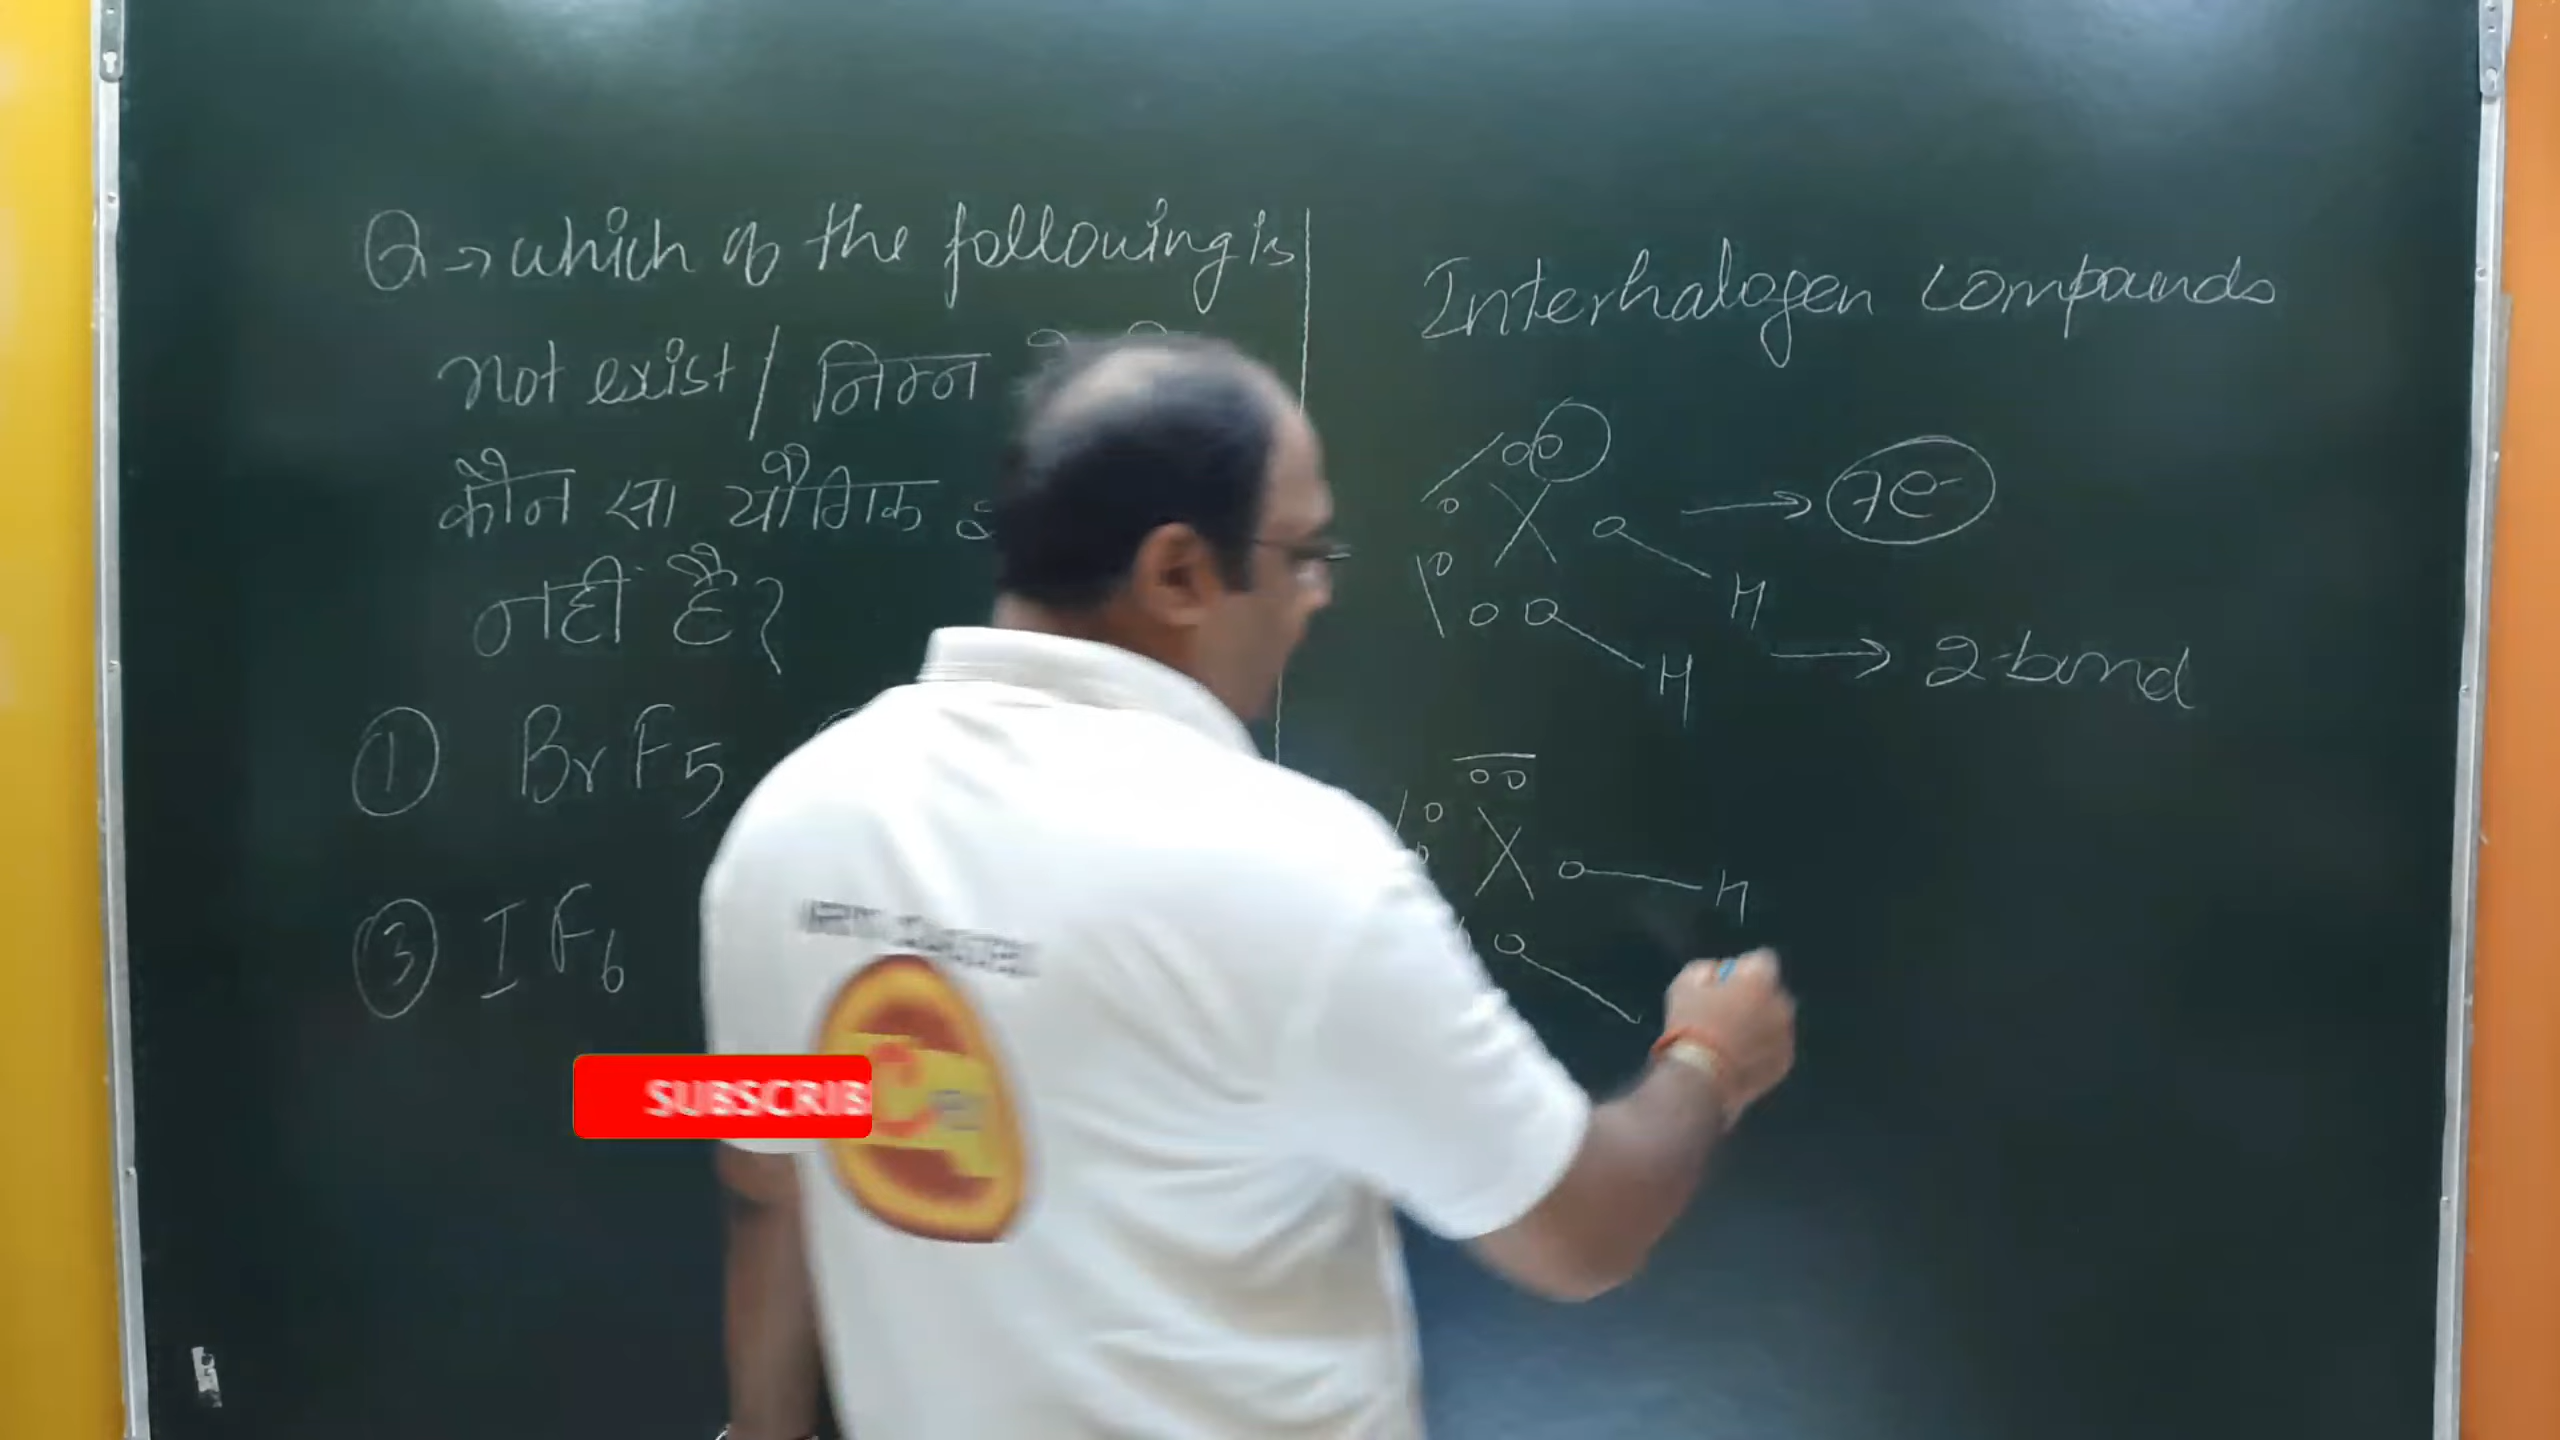 Q → which of the following is
not exist / निम्न
कौन सा यौगिक
नहीं है?
① BrF5
③ IF6
Interhalogen compounds
X → 7e-
H
H → 2-bond
X H
SUBSCRIB